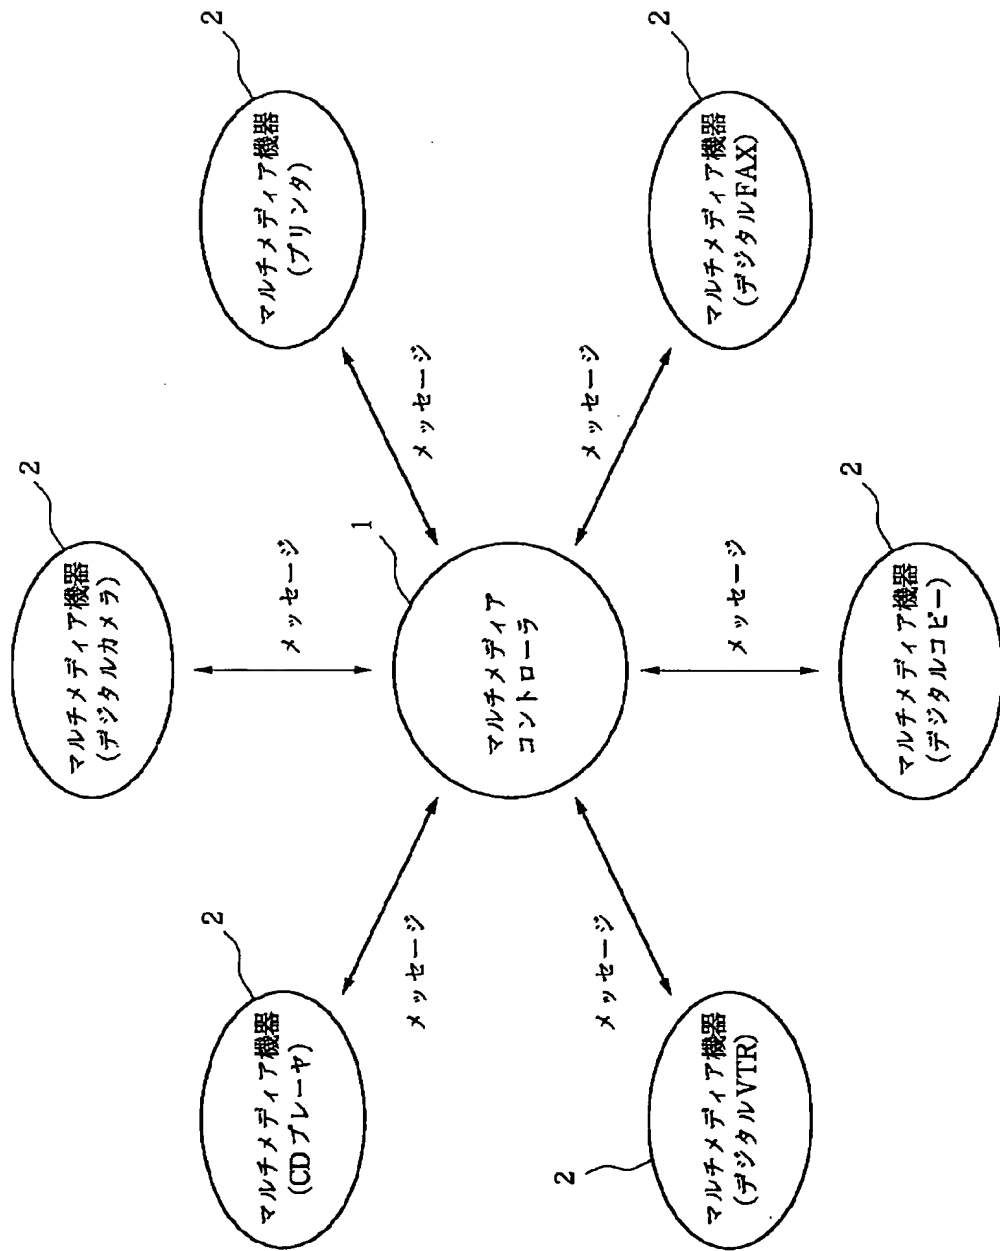 マルチメディア機器
(デジタルカメラ)
2
マルチメディア機器
(CDプレーヤ)
2
マルチメディア機器
(プリンタ)
2
メッセージ
メッセージ
メッセージ
マルチメディア
コントローラ
1
メッセージ
メッセージ
メッセージ
マルチメディア機器
(デジタルVTR)
2
マルチメディア機器
(デジタルFAX)
2
マルチメディア機器
(デジタルコピー)
2